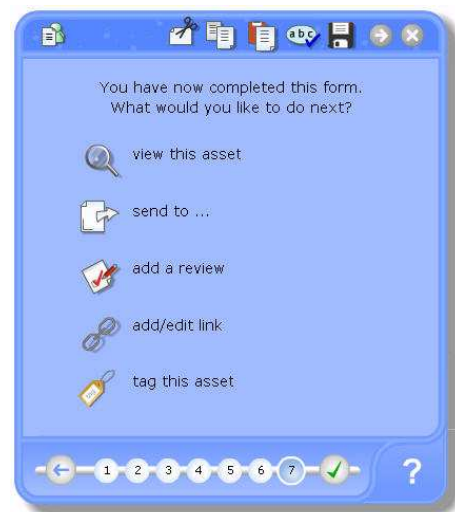 abc
You have now completed this form.
What would you like to do next?
view this asset
send to ...
add a review
add/edit link
tag this asset
1 2 3 4 5 6 7
?